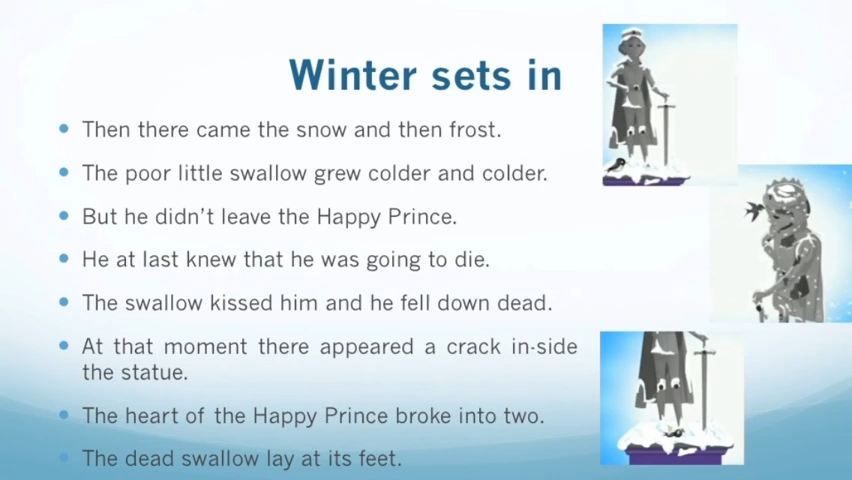 Winter sets in
Then there came the snow and then frost.
The poor little swallow grew colder and colder.
But he didn't leave the Happy Prince.
He at last knew that he was going to die.
The swallow kissed him and he fell down dead.
At that moment there appeared a crack in-side
the statue.
The heart of the Happy Prince broke into two.
The dead swallow lay at its feet.